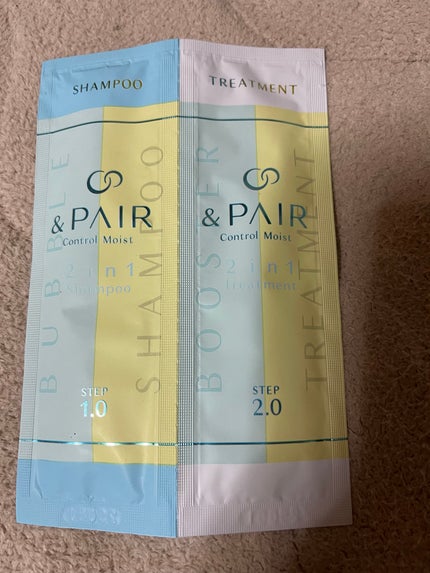 SHAMPOO
BUBBLE
SHAMPOO
& PAIR
Control Moist
2 in 1
shampoo
STEP
1.0
TREATMENT
BOOSTER
TREATMENT
& PAIR
Control Moist
2 in 1
treatment
STEP
2.0